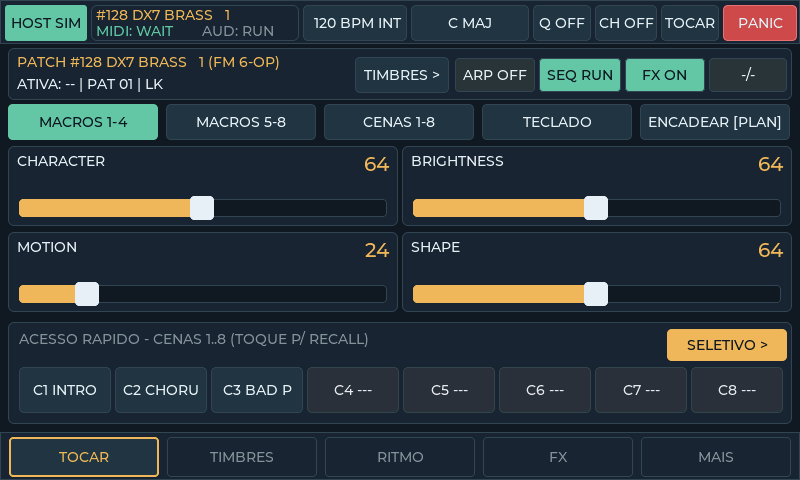 HOST SIM
#128 DX7 BRASS   1
MIDI: WAIT   AUD: RUN
120 BPM INT
C MAJ
Q OFF
CH OFF
TOCAR
PANIC
PATCH #128 DX7 BRASS   1 (FM 6-OP)
ATIVA: -- | PAT 01 | LK
TIMBRES >
ARP OFF
SEQ RUN
FX ON
-/-
MACROS 1-4
MACROS 5-8
CENAS 1-8
TECLADO
ENCADEAR [PLAN]
CHARACTER 64
BRIGHTNESS 64
MOTION 24
SHAPE 64
ACESSO RAPIDO - CENAS 1..8 (TOQUE P/ RECALL)
SELETIVO >
C1 INTRO
C2 CHORU
C3 BAD P
C4 ---
C5 ---
C6 ---
C7 ---
C8 ---
TOCAR
TIMBRES
RITMO
FX
MAIS